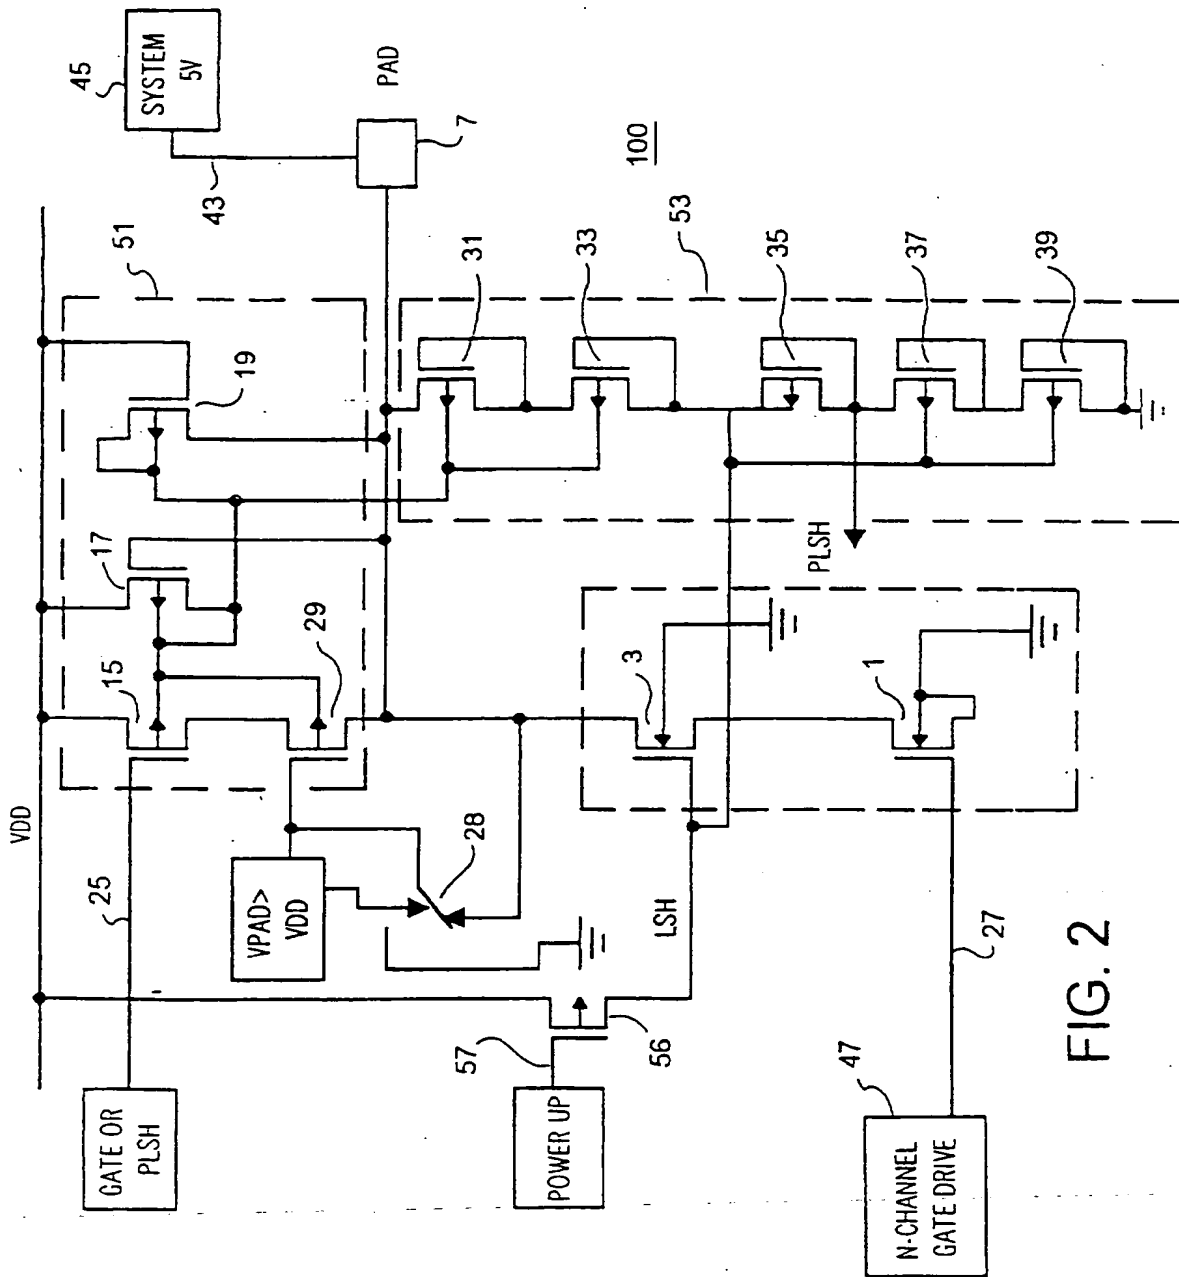 45
SYSTEM
5V
43
PAD
7
100
VDD
51
19
17
15
29
31
33
53
35
37
39
PLSH
3
1
25
VPAD>
VDD
28
LSH
27
GATE OR
PLSH
57
56
POWER UP
47
N-CHANNEL
GATE DRIVE
FIG. 2